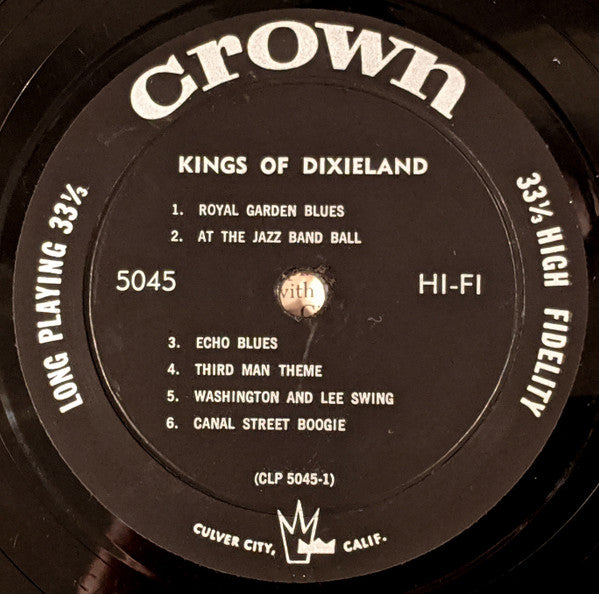 crown
KINGS OF DIXIELAND
1. ROYAL GARDEN BLUES
2. AT THE JAZZ BAND BALL
5045
HI-FI
with
3. ECHO BLUES
4. THIRD MAN THEME
5. WASHINGTON AND LEE SWING
6. CANAL STREET BOOGIE
(CLP 5045-1)
CULVER CITY, CALIF.
LONG PLAYING 33⅓
33⅓ HIGH FIDELITY